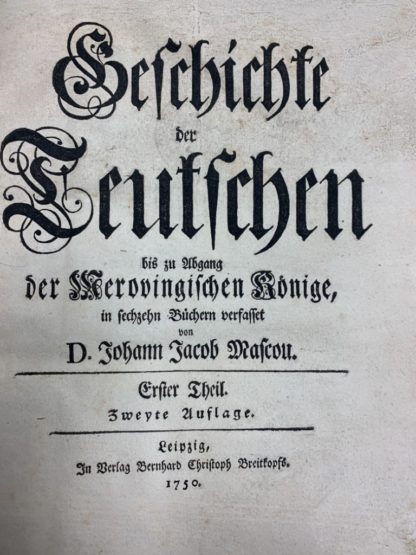 Geschichte
der
Teutschen
bis zu Abgang
der Merovingischen Könige,
in sechzehn Büchern verfasset
von
D. Johann Jacob Mascou.
Erster Theil.
Zweyte Auflage.
Leipzig,
In Verlag Bernhard Christoph Breitkopfs.
1750.